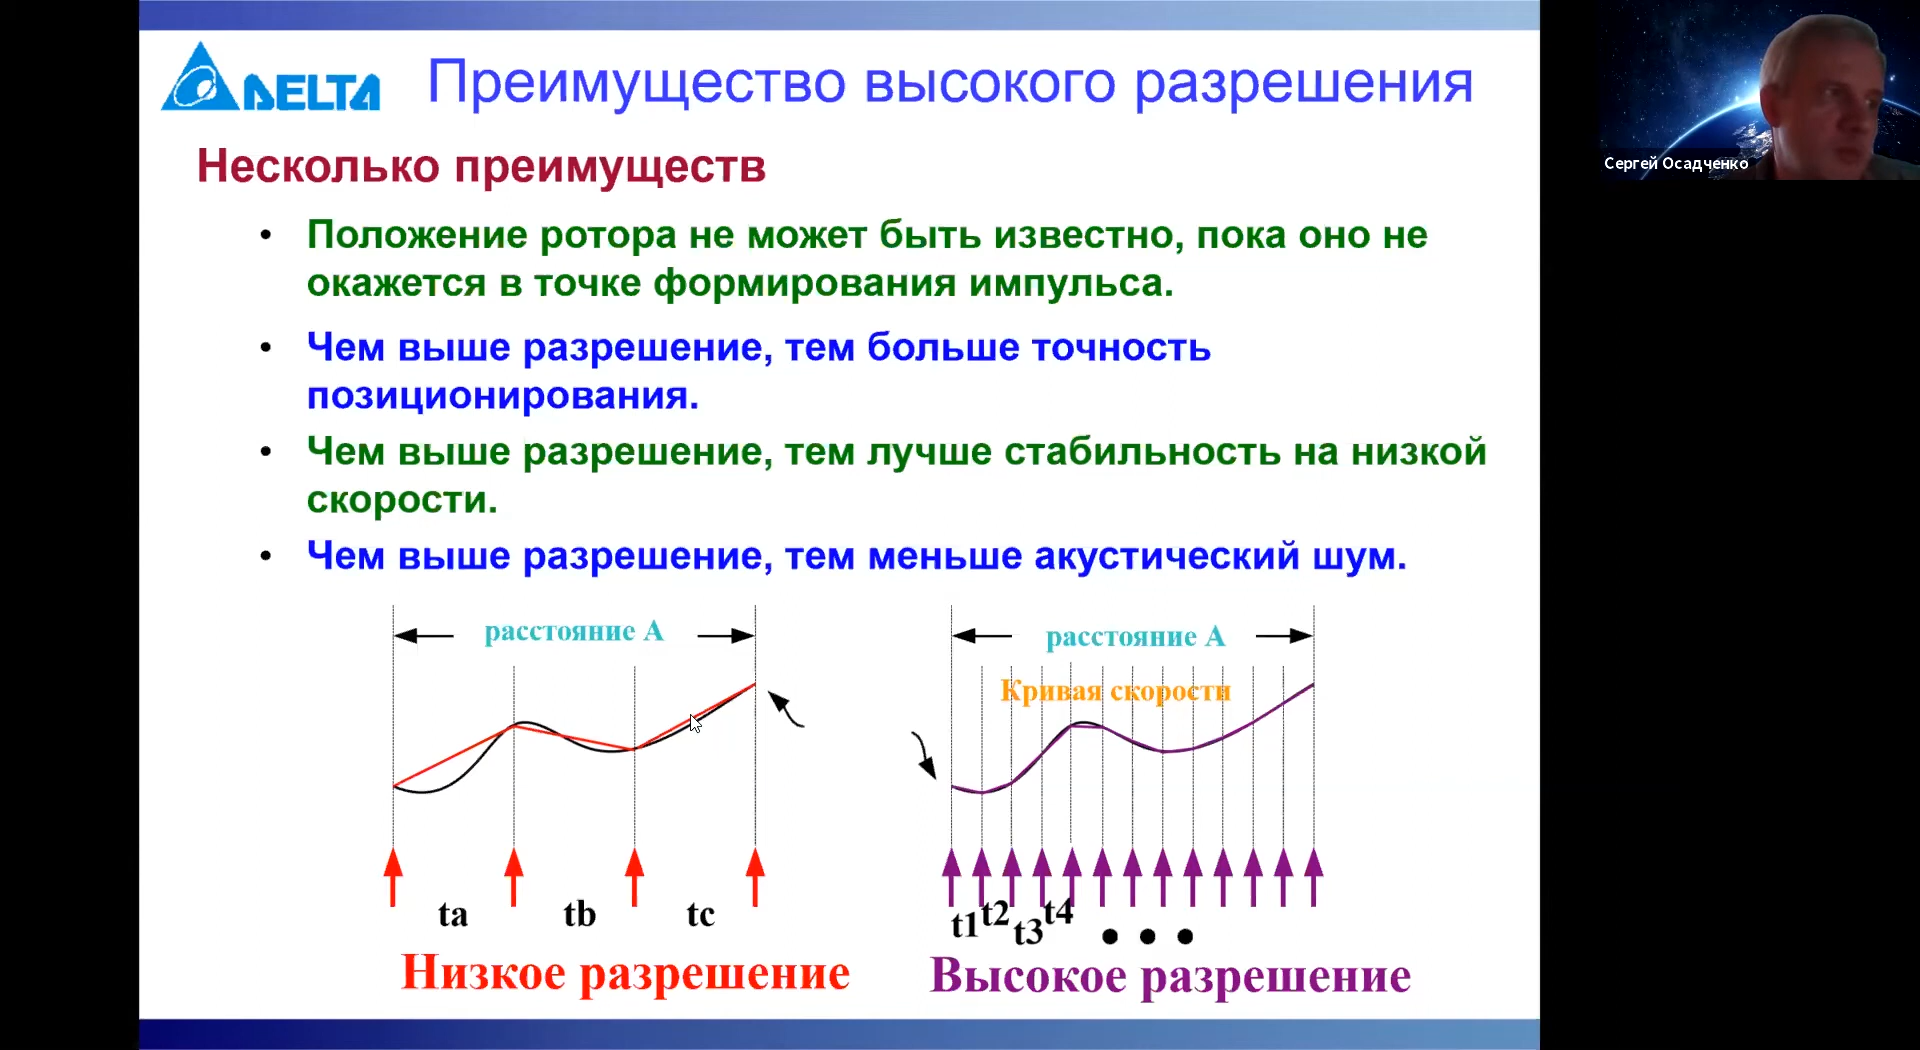 DELTA
Преимущество высокого разрешения
Несколько преимуществ
• Положение ротора не может быть известно, пока оно не
окажется в точке формирования импульса.
• Чем выше разрешение, тем больше точность
позиционирования.
• Чем выше разрешение, тем лучше стабильность на низкой
скорости.
• Чем выше разрешение, тем меньше акустический шум.
расстояние А
ta
tb
tc
Низкое разрешение
расстояние А
Кривая скорости
t1
t2
t3
t4
• • •
Высокое разрешение
Сергей Осадченко